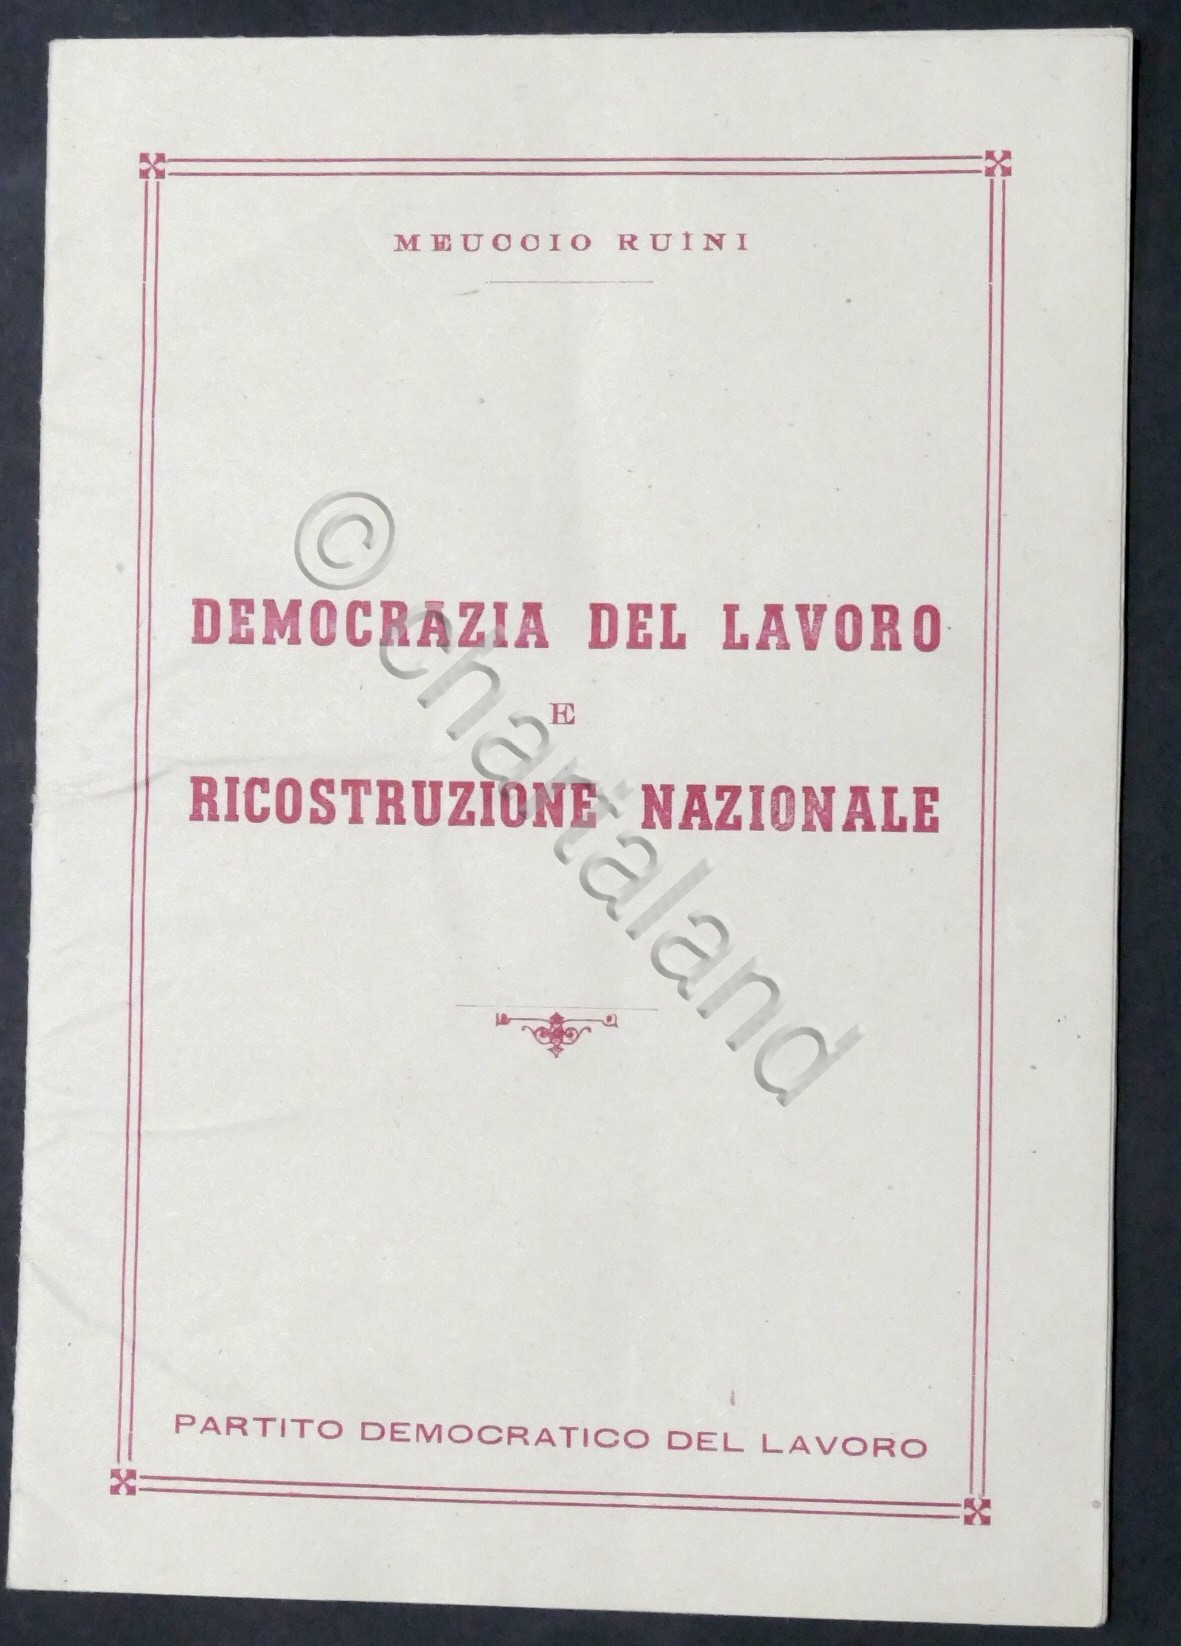 MEUCCIO RUINI
DEMOCRAZIA DEL LAVORO
E
RICOSTRUZIONE NAZIONALE
PARTITO DEMOCRATICO DEL LAVORO
© chartaland